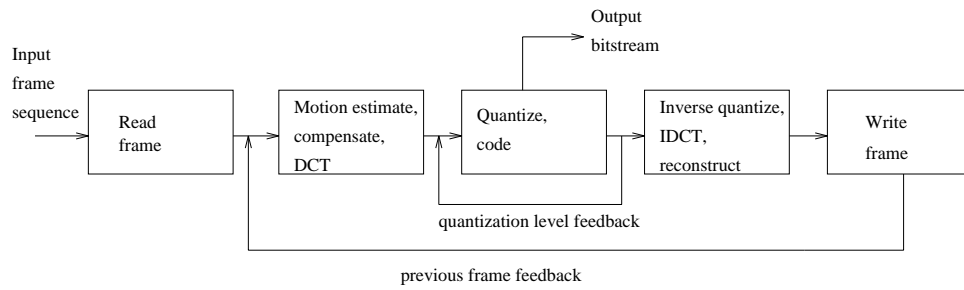 Input
frame
sequence
Read
frame
Motion estimate,
compensate,
DCT
Quantize,
code
Output
bitstream
Inverse quantize,
IDCT,
reconstruct
Write
frame
quantization level feedback
previous frame feedback